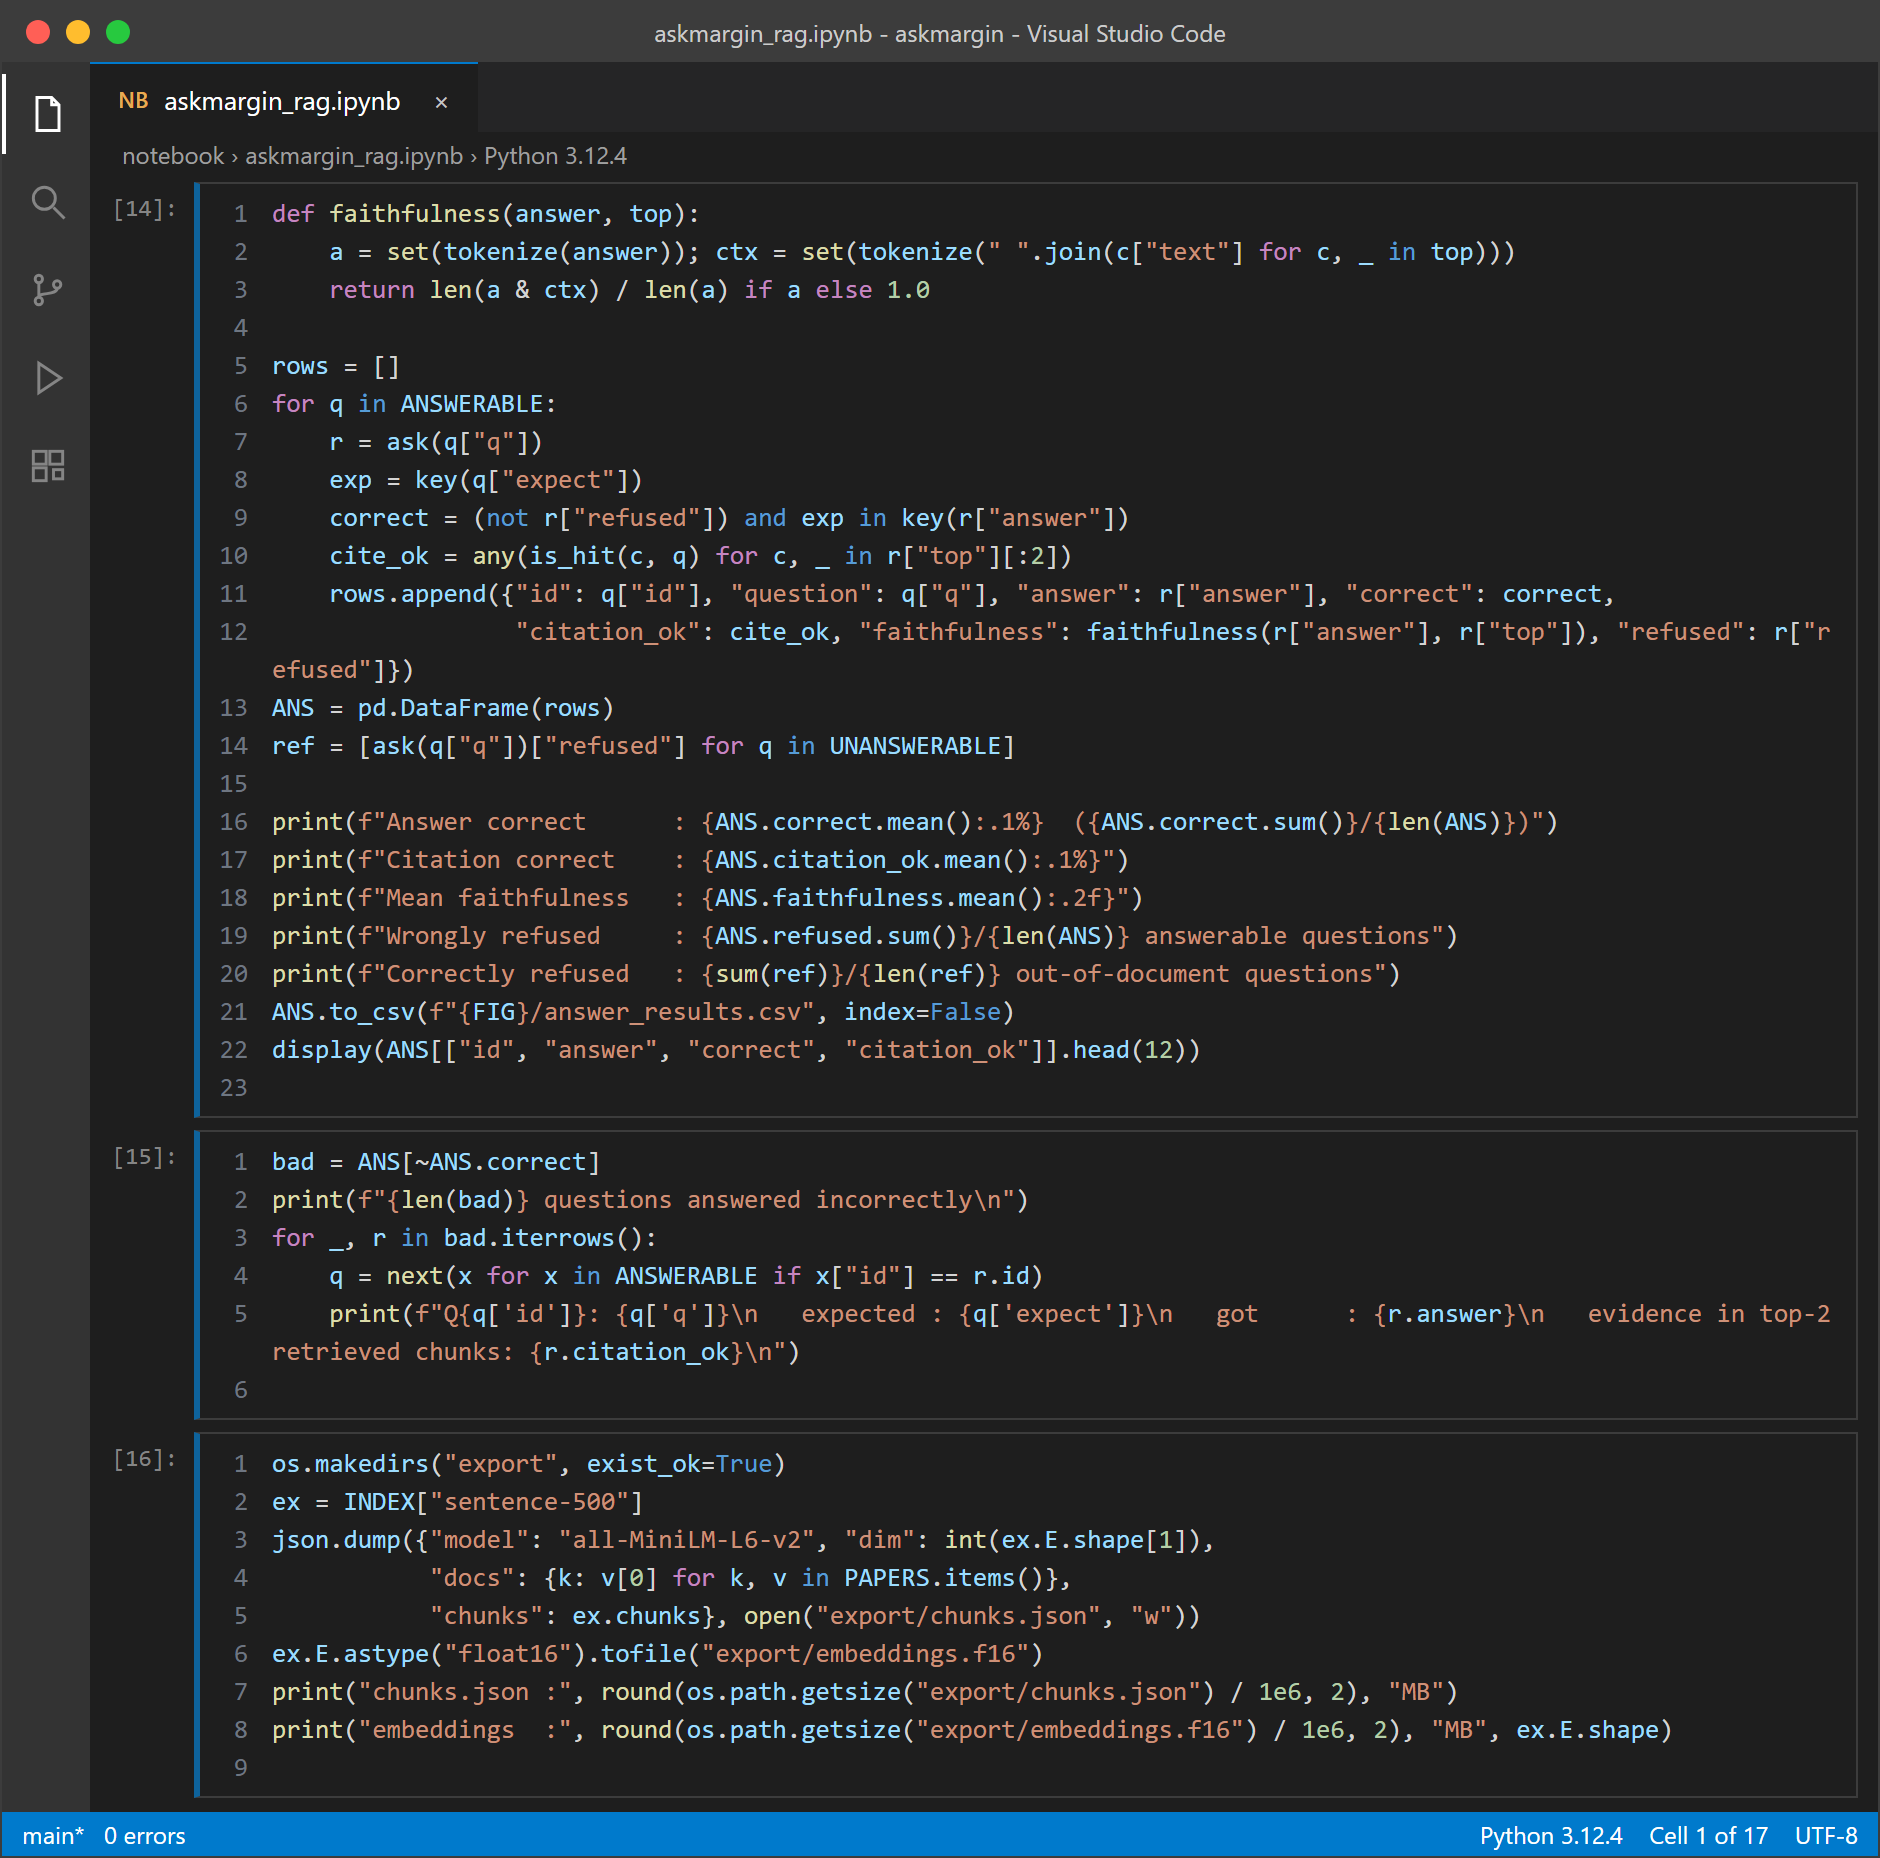 askmargin_rag.ipynb - askmargin - Visual Studio Code
NB askmargin_rag.ipynb ×
notebook › askmargin_rag.ipynb › Python 3.12.4
[14]:
1 def faithfulness(answer, top):
2     a = set(tokenize(answer)); ctx = set(tokenize(" ".join(c["text"] for c, _ in top)))
3     return len(a & ctx) / len(a) if a else 1.0
4
5 rows = []
6 for q in ANSWERABLE:
7     r = ask(q["q"])
8     exp = key(q["expect"])
9     correct = (not r["refused"]) and exp in key(r["answer"])
10     cite_ok = any(is_hit(c, q) for c, _ in r["top"][:2])
11     rows.append({"id": q["id"], "question": q["q"], "answer": r["answer"], "correct": correct,
12                  "citation_ok": cite_ok, "faithfulness": faithfulness(r["answer"], r["top"]), "refused": r["r
efused"]})
13 ANS = pd.DataFrame(rows)
14 ref = [ask(q["q"])["refused"] for q in UNANSWERABLE]
15
16 print(f"Answer correct      : {ANS.correct.mean():.1%}  ({ANS.correct.sum()}/{len(ANS)})")
17 print(f"Citation correct    : {ANS.citation_ok.mean():.1%}")
18 print(f"Mean faithfulness   : {ANS.faithfulness.mean():.2f}")
19 print(f"Wrongly refused     : {ANS.refused.sum()}/{len(ANS)} answerable questions")
20 print(f"Correctly refused   : {sum(ref)}/{len(ref)} out-of-document questions")
21 ANS.to_csv(f"{FIG}/answer_results.csv", index=False)
22 display(ANS[["id", "answer", "correct", "citation_ok"]].head(12))
23
[15]:
1 bad = ANS[~ANS.correct]
2 print(f"{len(bad)} questions answered incorrectly\n")
3 for _, r in bad.iterrows():
4     q = next(x for x in ANSWERABLE if x["id"] == r.id)
5     print(f"Q{q['id']}: {q['q']}\n   expected : {q['expect']}\n   got      : {r.answer}\n   evidence in top-2
retrieved chunks: {r.citation_ok}\n")
6
[16]:
1 os.makedirs("export", exist_ok=True)
2 ex = INDEX["sentence-500"]
3 json.dump({"model": "all-MiniLM-L6-v2", "dim": int(ex.E.shape[1]),
4            "docs": {k: v[0] for k, v in PAPERS.items()},
5            "chunks": ex.chunks}, open("export/chunks.json", "w"))
6 ex.E.astype("float16").tofile("export/embeddings.f16")
7 print("chunks.json :", round(os.path.getsize("export/chunks.json") / 1e6, 2), "MB")
8 print("embeddings  :", round(os.path.getsize("export/embeddings.f16") / 1e6, 2), "MB", ex.E.shape)
9
main* 0 errors Python 3.12.4 Cell 1 of 17 UTF-8